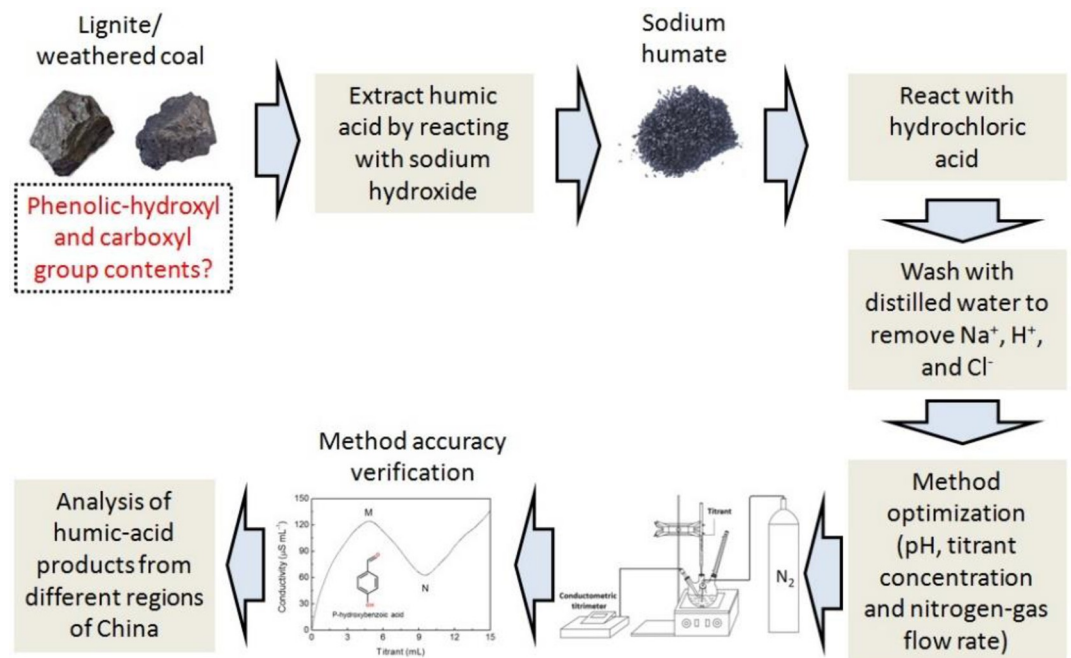 Lignite/
weathered coal
Phenolic-hydroxyl
and carboxyl
group contents?
Extract humic
acid by reacting
with sodium
hydroxide
Sodium
humate
React with
hydrochloric
acid
Wash with
distilled water to
remove Na⁺, H⁺,
and Cl⁻
Method
optimization
(pH, titrant
concentration
and nitrogen-gas
flow rate)
Titrant
N₂
Conductometric
titrimeter
Method accuracy
verification
150
120
90
60
30
0
Conductivity (μS mL⁻¹)
M
N
O
OH
P-hydroxybenzoic acid
0 3 6 9 12 15
Titrant (mL)
Analysis of
humic-acid
products from
different regions
of China